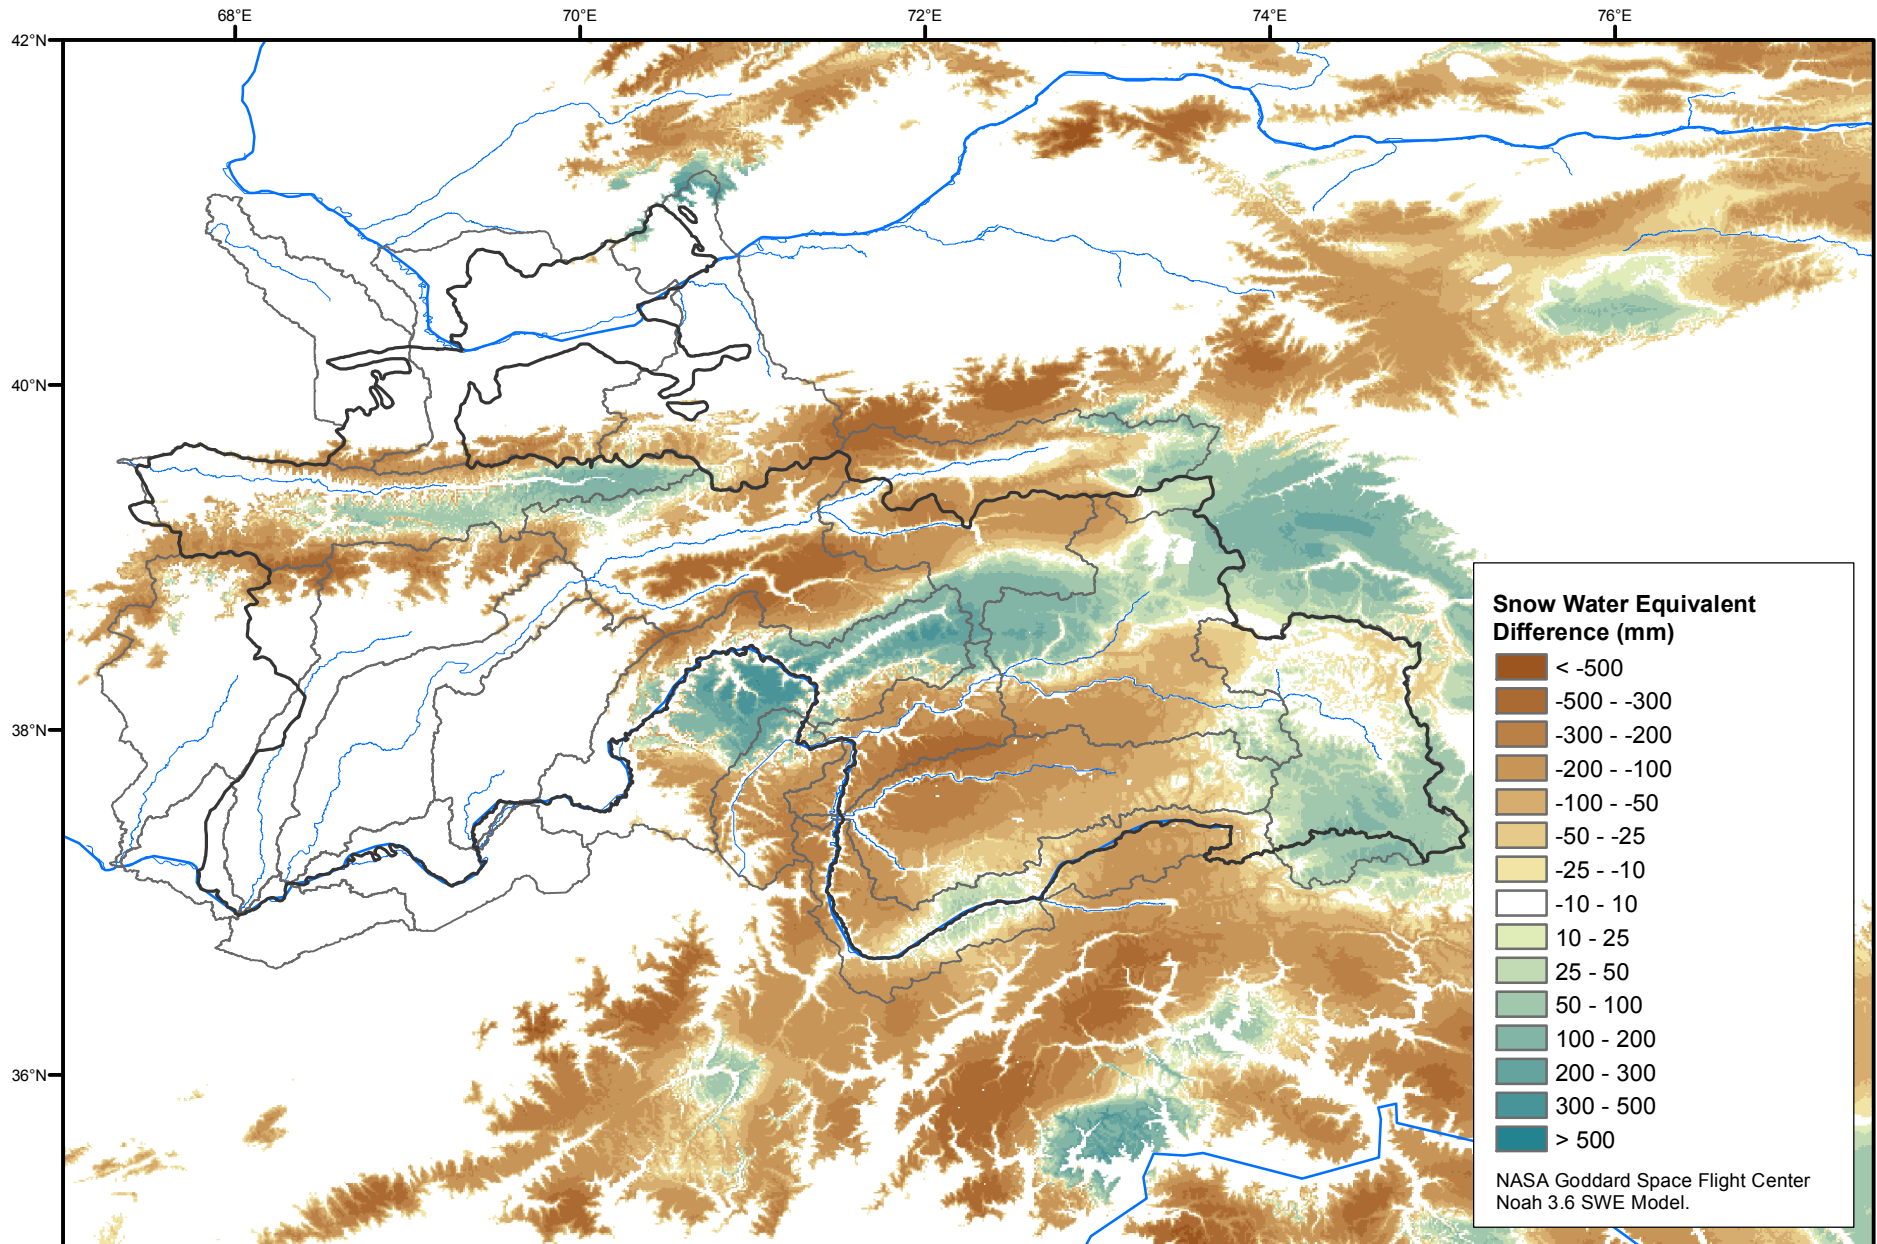 68°E
70°E
72°E
74°E
76°E
42°N
40°N
38°N
36°N
Snow Water Equivalent
Difference (mm)
< -500
-500 - -300
-300 - -200
-200 - -100
-100 - -50
-50 - -25
-25 - -10
-10 - 10
10 - 25
25 - 50
50 - 100
100 - 200
200 - 300
300 - 500
> 500
NASA Goddard Space Flight Center
Noah 3.6 SWE Model.